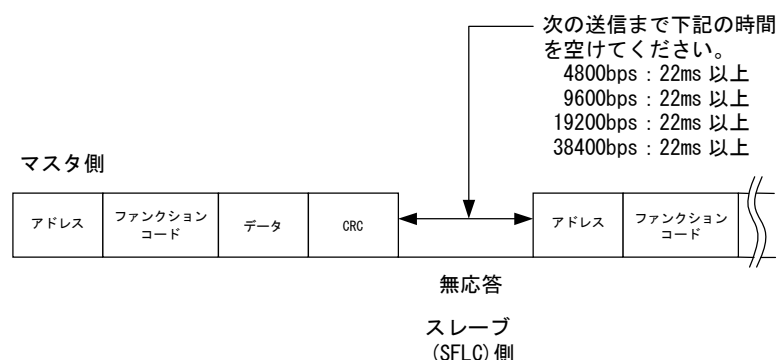 次の送信まで下記の時間
を空けてください。
4800bps：22ms 以上
9600bps：22ms 以上
19200bps：22ms 以上
38400bps：22ms 以上
マスタ側
アドレス
ファンクション
コード
データ
CRC
アドレス
ファンクション
コード
無応答
スレーブ
(SFLC)側